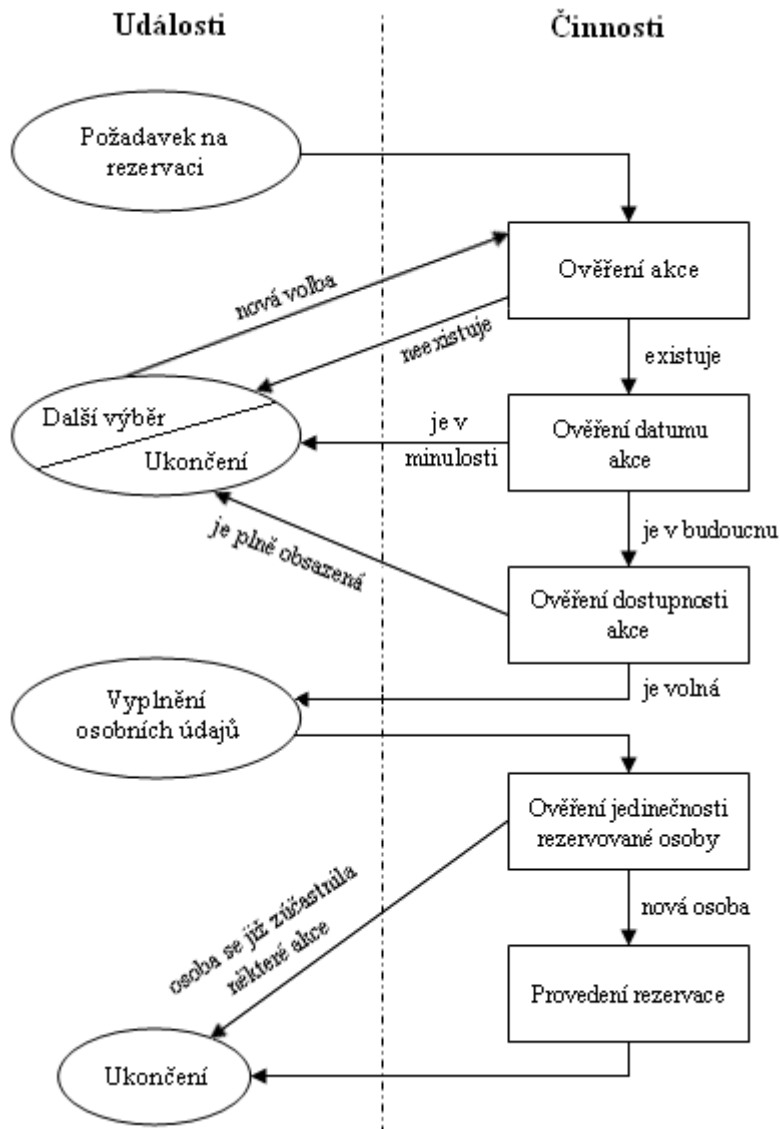 Události
Činnosti
Požadavek na
rezervaci
Ověření akce
nová volba
neexistuje
existuje
Další výběr
Ukončení
je v
minulosti
Ověření datumu
akce
je v budoucnu
je plně obsazená
Ověření dostupnosti
akce
je volná
Vyplnění
osobních údajů
Ověření jedinečnosti
rezervované osoby
osoba se již zúčastnila
některé akce
nová osoba
Provedení rezervace
Ukončení